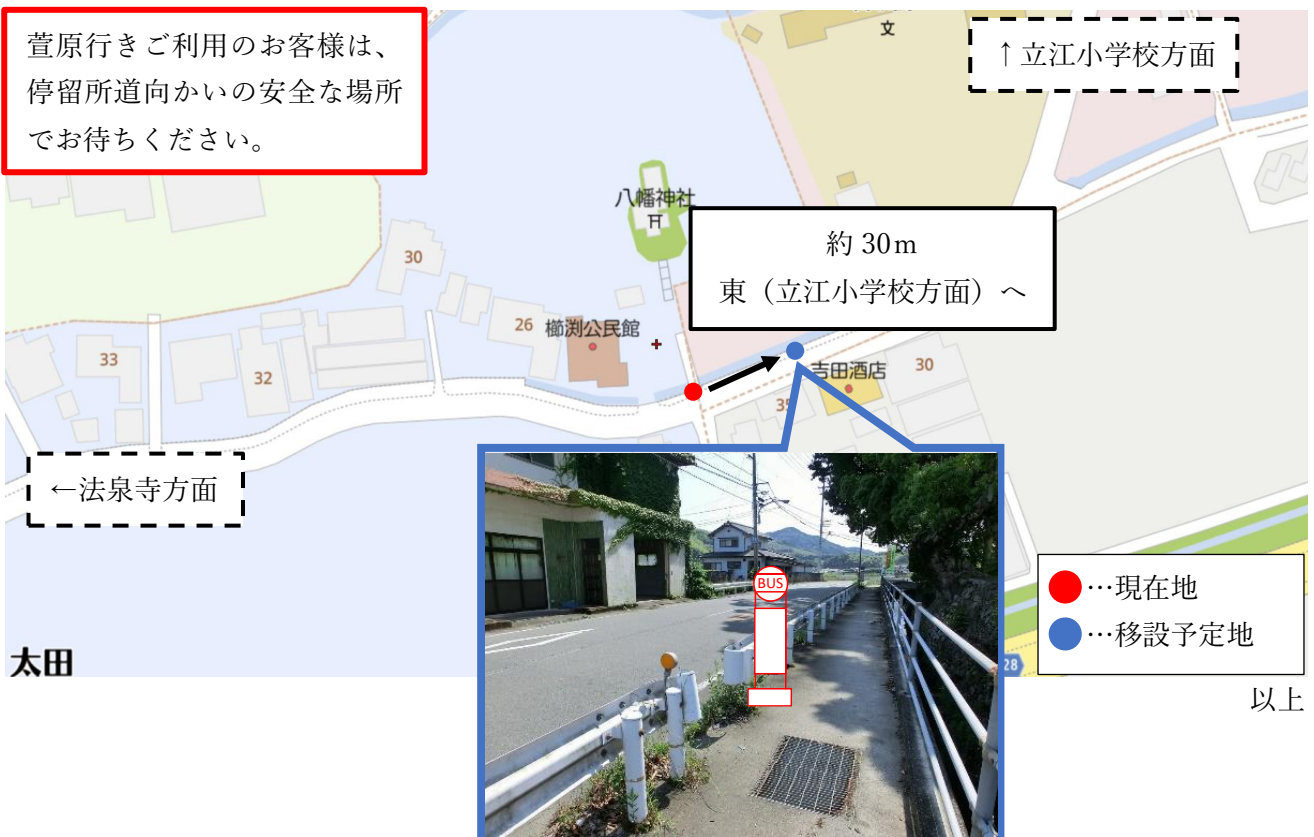 萱原行きご利用のお客様は、
停留所道向かいの安全な場所
でお待ちください。
文
↑立江小学校方面
八幡神社
約 30m
東（立江小学校方面）へ
30
26
櫛渕公民館
33
32
吉田酒店
30
35
←法泉寺方面
BUS
●…現在地
●…移設予定地
28
太田
以上